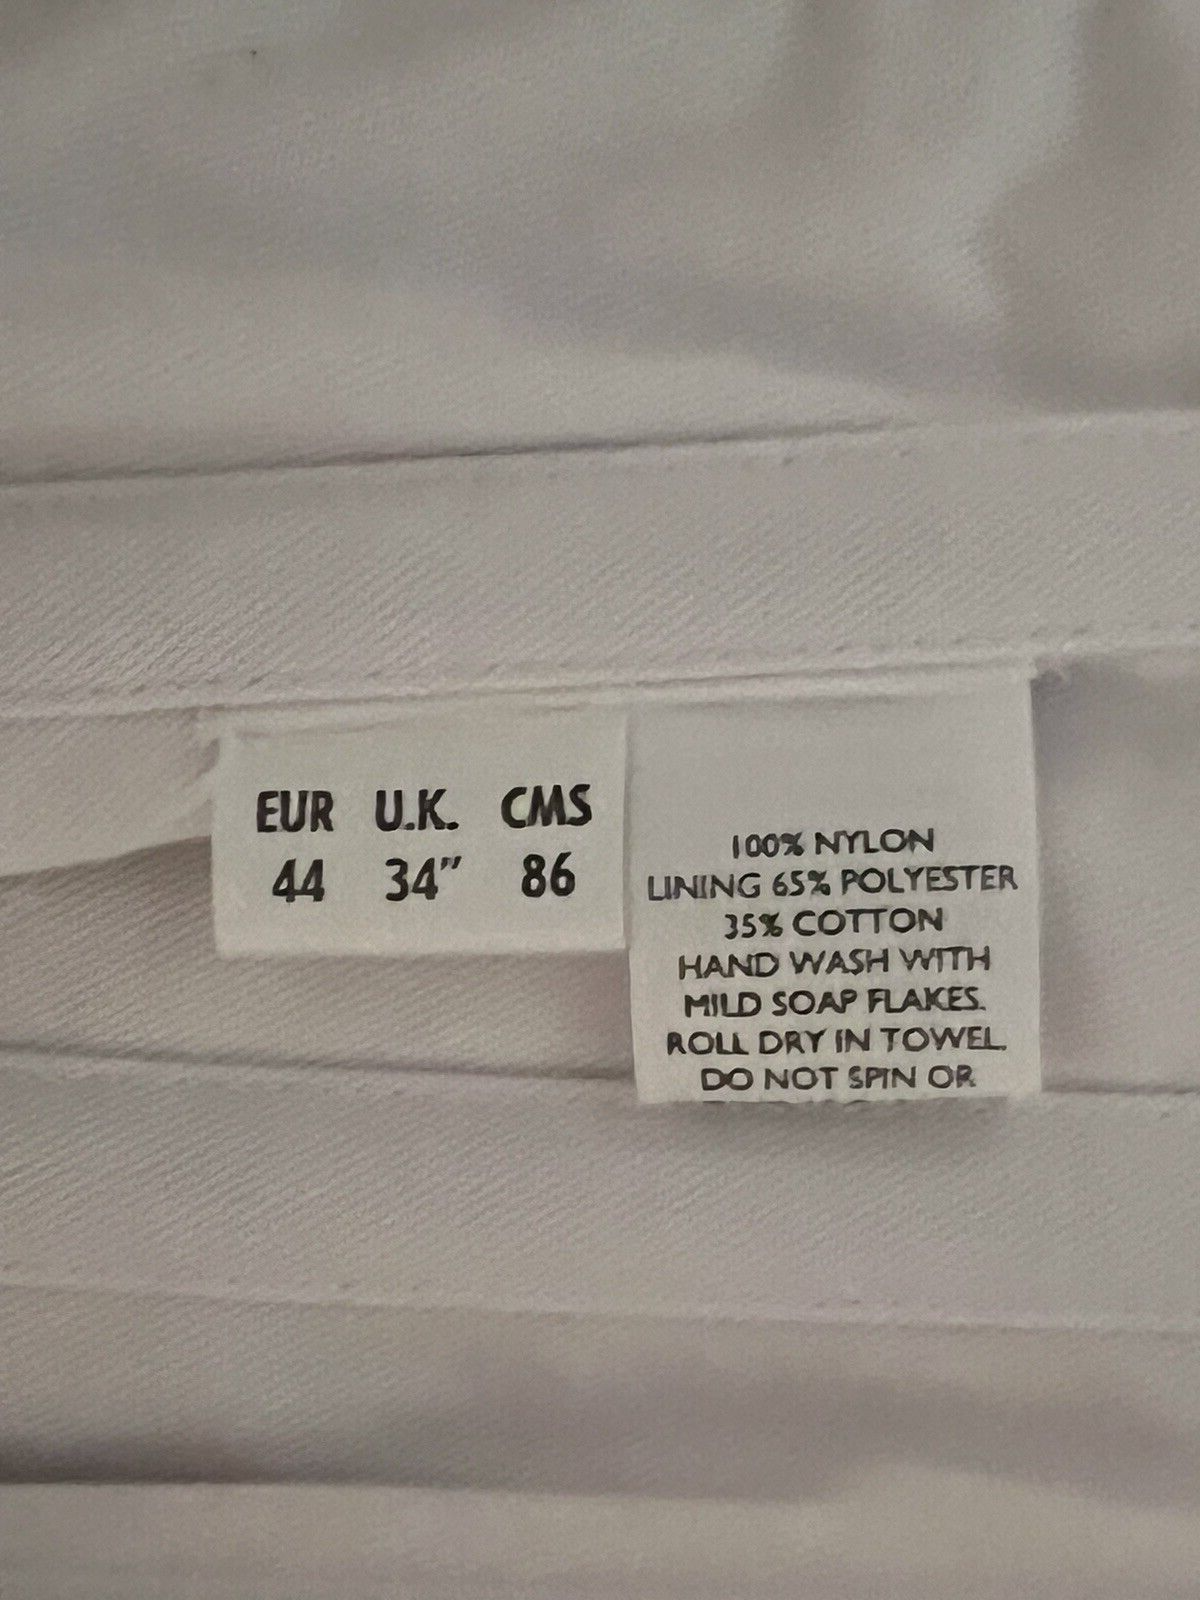 EUR U.K. CMS
44 34" 86
100% NYLON
LINING 65% POLYESTER
35% COTTON
HAND WASH WITH
MILD SOAP FLAKES.
ROLL DRY IN TOWEL.
DO NOT SPIN OR